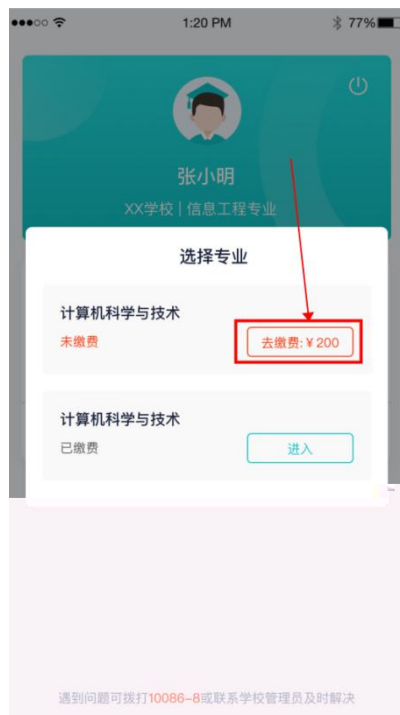 1:20 PM
77%
张小明
XX学校 | 信息工程专业
选择专业
计算机科学与技术
未缴费
去缴费:¥200
计算机科学与技术
已缴费
进入
遇到问题可拨打10086-8或联系学校管理员及时解决